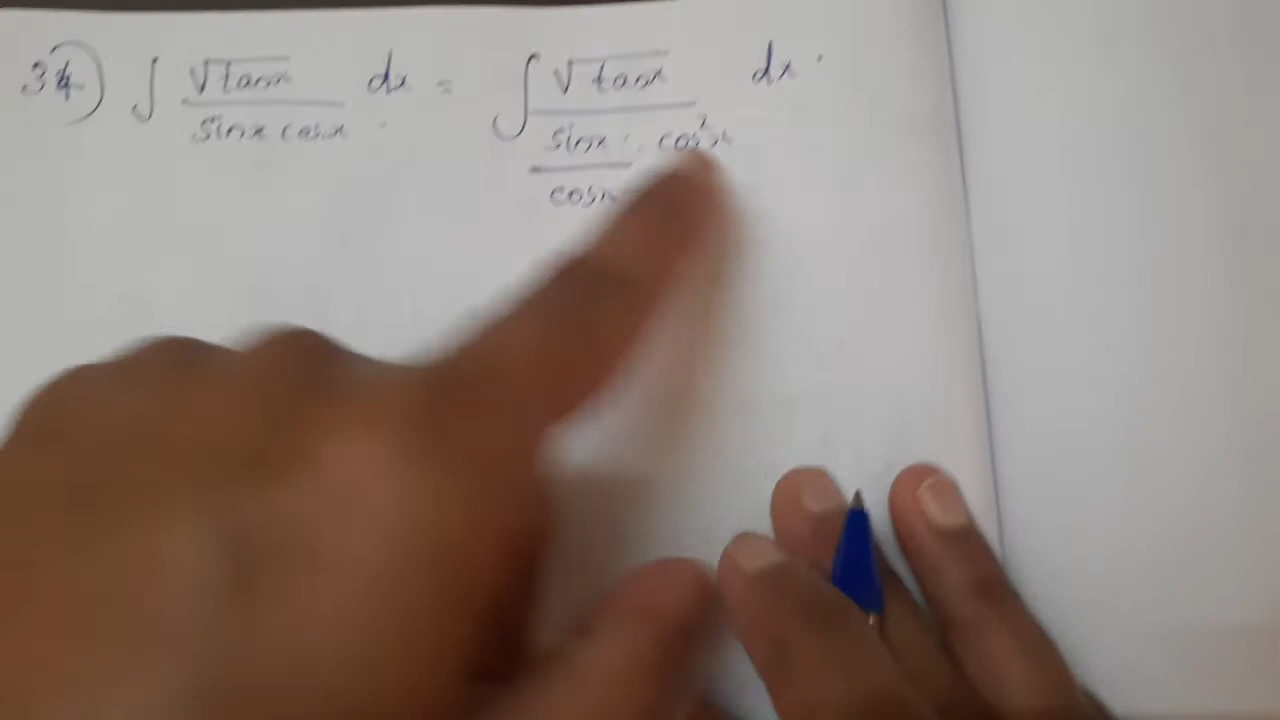 34) ∫ √tanx / sinx cosx dx = ∫ √tanx / (sinx / cosx · cos²x) dx.